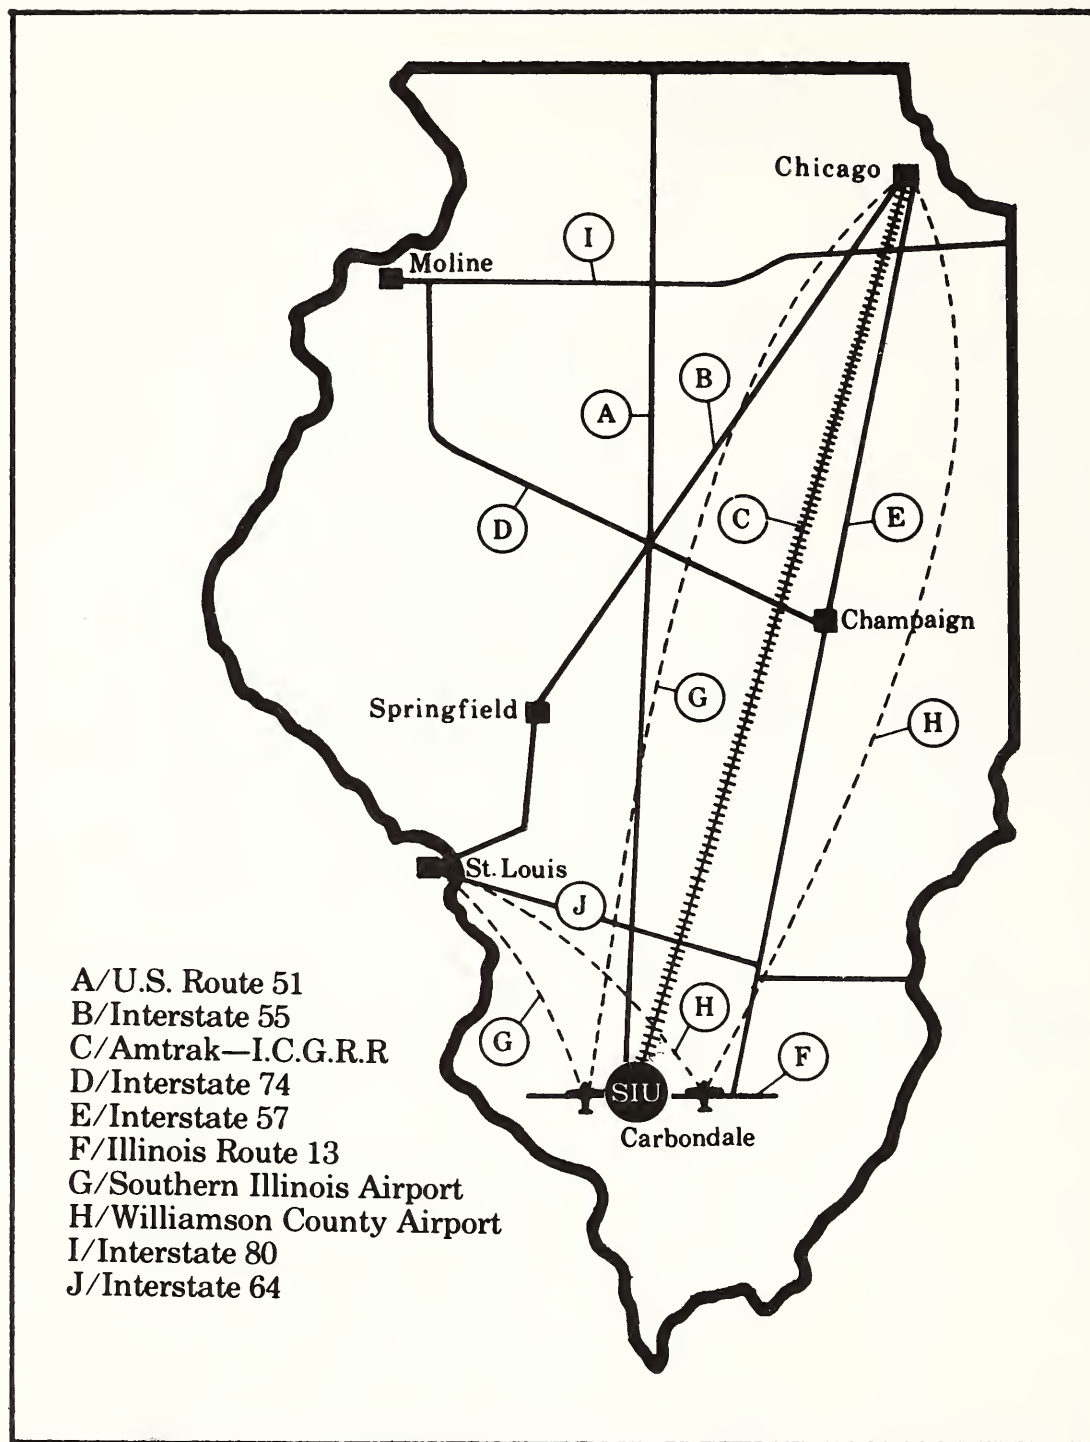 Chicago
I
Moline
B
A
C
E
D
Champaign
G
Springfield
H
St. Louis
J
H
G
F
SIU
Carbondale
A/U.S. Route 51
B/Interstate 55
C/Amtrak—I.C.G.R.R
D/Interstate 74
E/Interstate 57
F/Illinois Route 13
G/Southern Illinois Airport
H/Williamson County Airport
I/Interstate 80
J/Interstate 64